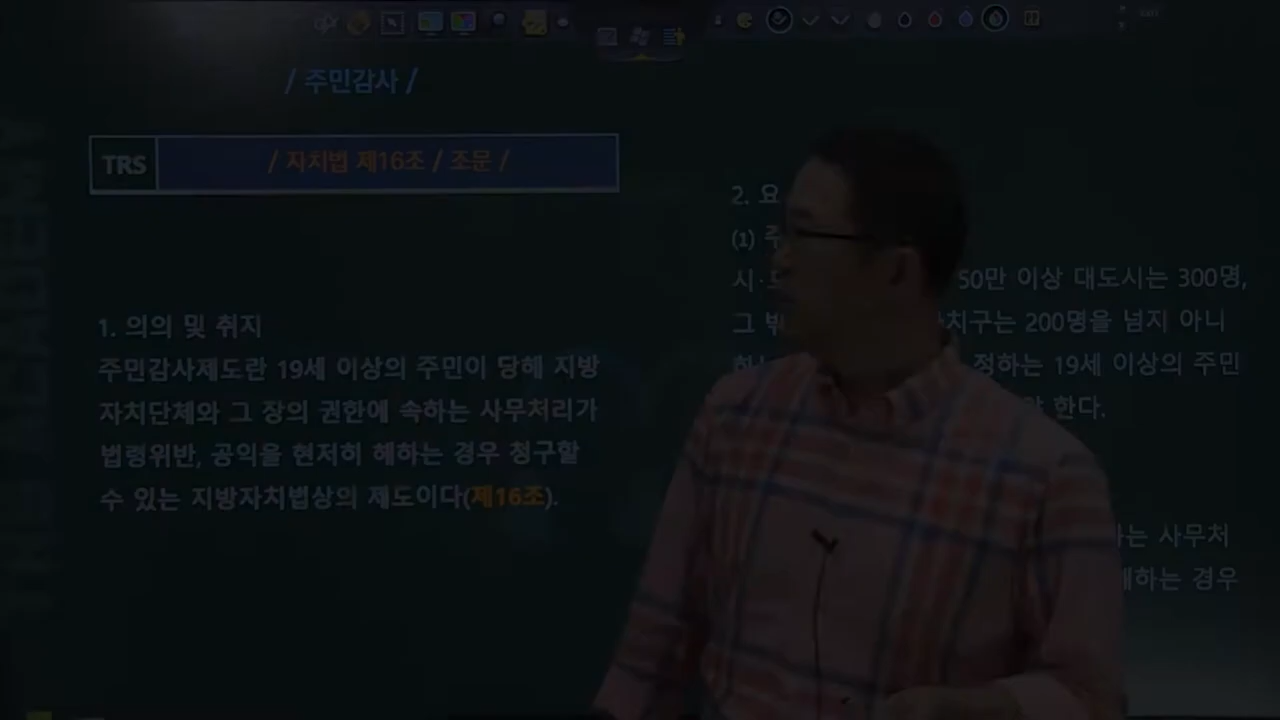 / 주민감사 /
TRS / 자치법 제16조 / 조문 /
1. 의의 및 취지
주민감사제도란 19세 이상의 주민이 당해 지방
자치단체와 그 장의 권한에 속하는 사무처리가
법령위반, 공익을 현저히 해하는 경우 청구할
수 있는 지방자치법상의 제도이다(제16조).
2. 요
(1) 주
시·도 50만 이상 대도시는 300명,
그 밖 치구는 200명을 넘지 아니
정하는 19세 이상의 주민
한다.
는 사무처
해하는 경우